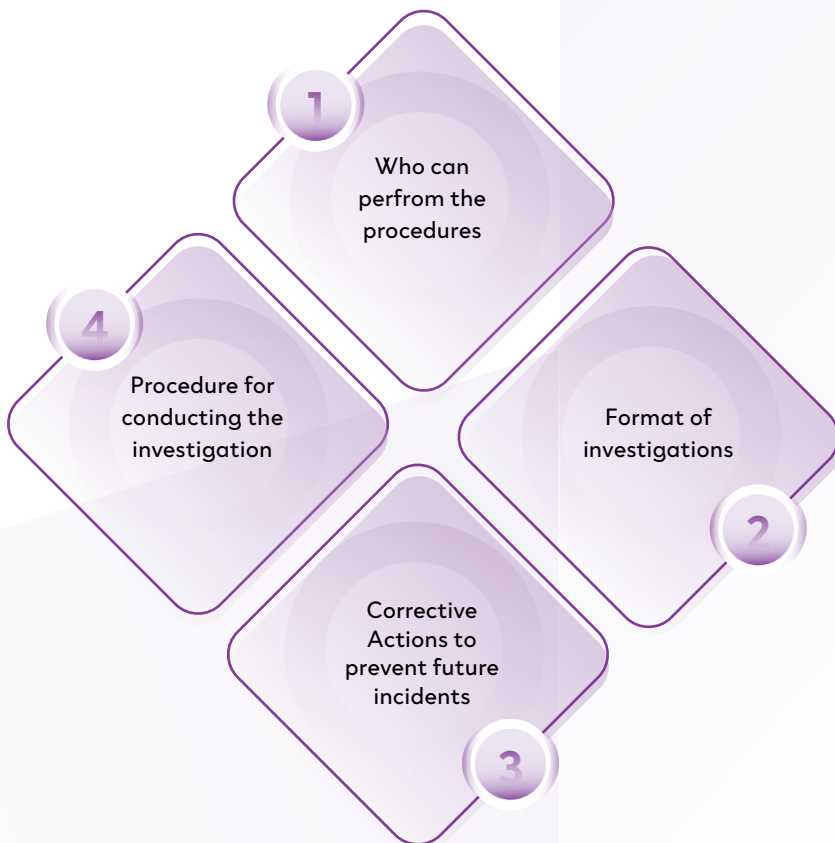 1
Who can
perfrom the
procedures
2
Format of
investigations
3
Corrective
Actions to
prevent future
incidents
4
Procedure for
conducting the
investigation